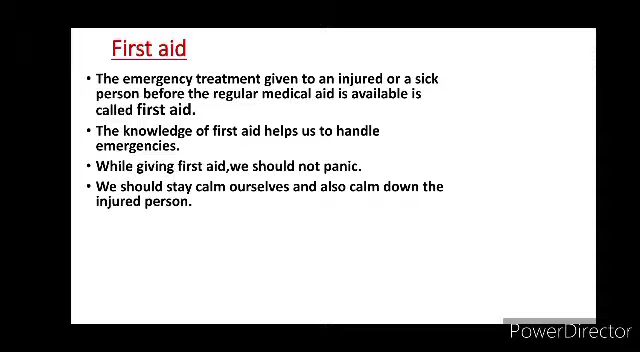 First aid
• The emergency treatment given to an injured or a sick
person before the regular medical aid is available is
called first aid.
• The knowledge of first aid helps us to handle
emergencies.
• While giving first aid,we should not panic.
• We should stay calm ourselves and also calm down the
injured person.
PowerDirector